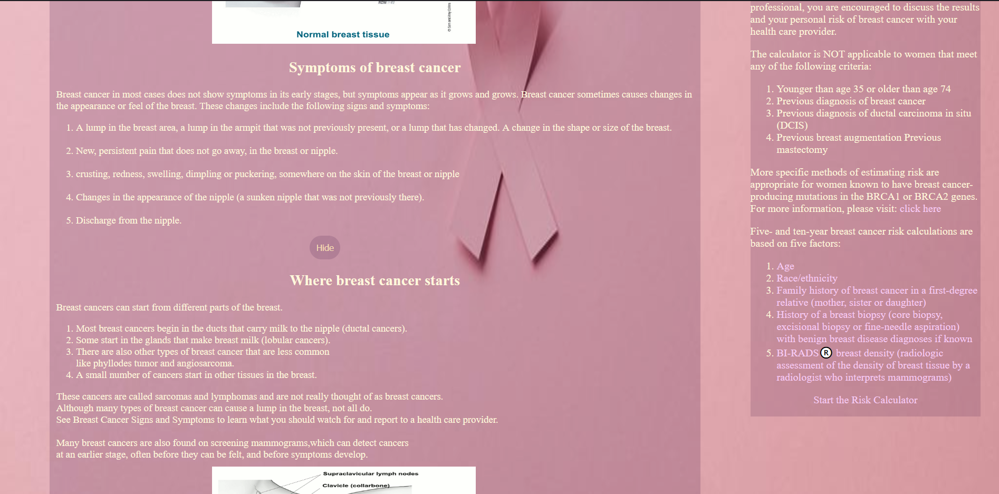 © Sam and Amy Collins
Normal breast tissue
Symptoms of breast cancer
Breast cancer in most cases does not show symptoms in its early stages, but symptoms appear as it grows and grows. Breast cancer sometimes causes changes in
the appearance or feel of the breast. These changes include the following signs and symptoms:
1. A lump in the breast area, a lump in the armpit that was not previously present, or a lump that has changed. A change in the shape or size of the breast.
2. New, persistent pain that does not go away, in the breast or nipple.
3. crusting, redness, swelling, dimpling or puckering, somewhere on the skin of the breast or nipple
4. Changes in the appearance of the nipple (a sunken nipple that was not previously there).
5. Discharge from the nipple.
Hide
Where breast cancer starts
Breast cancers can start from different parts of the breast.
1. Most breast cancers begin in the ducts that carry milk to the nipple (ductal cancers).
2. Some start in the glands that make breast milk (lobular cancers).
3. There are also other types of breast cancer that are less common
like phyllodes tumor and angiosarcoma.
4. A small number of cancers start in other tissues in the breast.
These cancers are called sarcomas and lymphomas and are not really thought of as breast cancers.
Although many types of breast cancer can cause a lump in the breast, not all do.
See Breast Cancer Signs and Symptoms to learn what you should watch for and report to a health care provider.
Many breast cancers are also found on screening mammograms,which can detect cancers
at an earlier stage, often before they can be felt, and before symptoms develop.
Supraclavicular lymph nodes
Clavicle (collarbone)
professional, you are encouraged to discuss the results
and your personal risk of breast cancer with your
health care provider.
The calculator is NOT applicable to women that meet
any of the following criteria:
1. Younger than age 35 or older than age 74
2. Previous diagnosis of breast cancer
3. Previous diagnosis of ductal carcinoma in situ
(DCIS)
4. Previous breast augmentation Previous
mastectomy
More specific methods of estimating risk are
appropriate for women known to have breast cancer-
producing mutations in the BRCA1 or BRCA2 genes.
For more information, please visit: click here
Five- and ten-year breast cancer risk calculations are
based on five factors:
1. Age
2. Race/ethnicity
3. Family history of breast cancer in a first-degree
relative (mother, sister or daughter)
4. History of a breast biopsy (core biopsy,
excisional biopsy or fine-needle aspiration)
with benign breast disease diagnoses if known
5. BI-RADS® breast density (radiologic
assessment of the density of breast tissue by a
radiologist who interprets mammograms)
Start the Risk Calculator